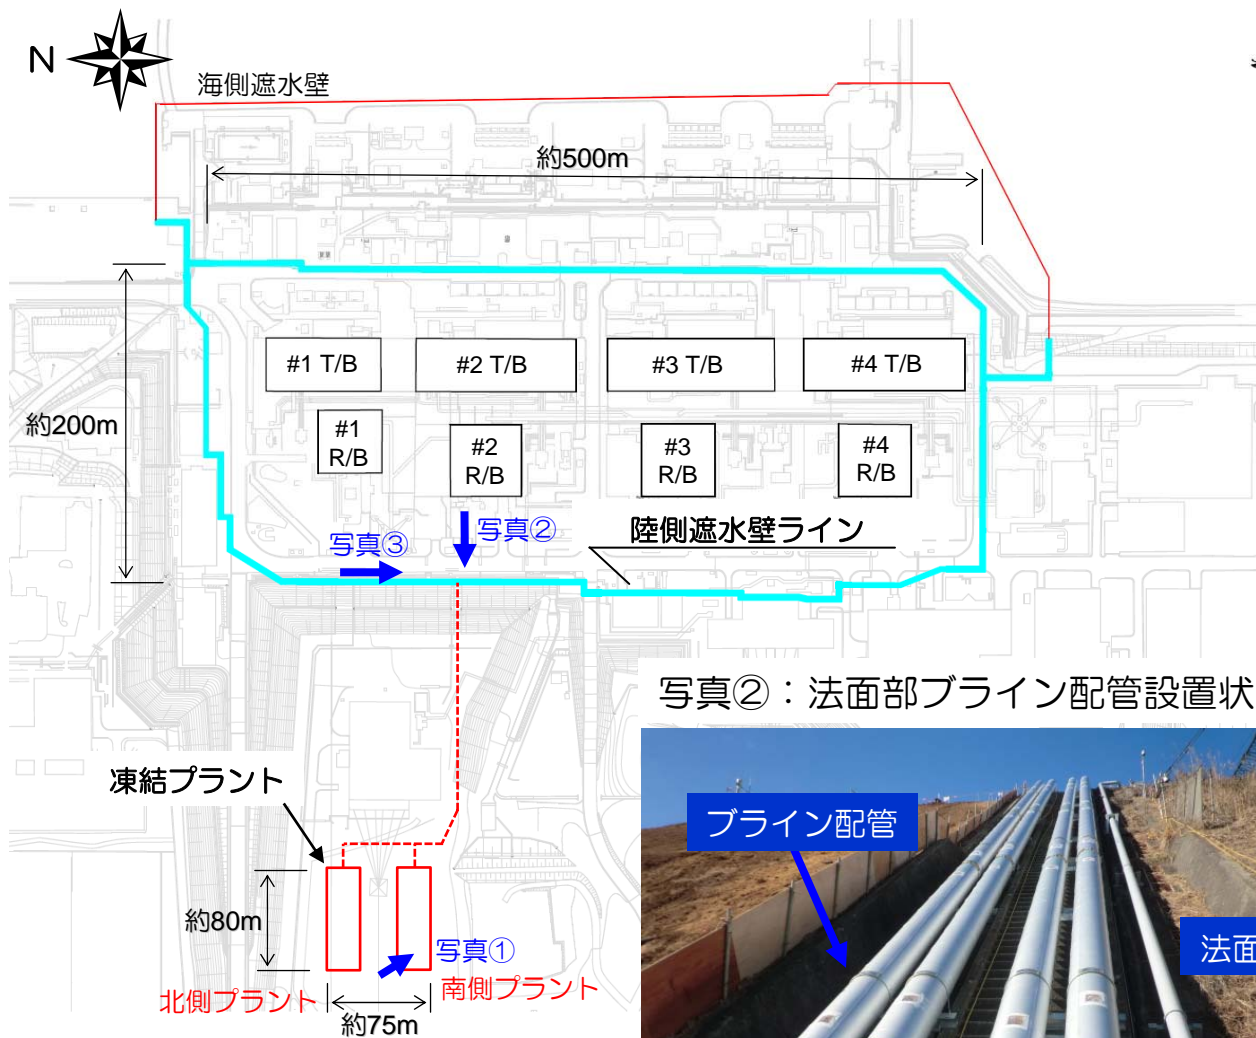 N
海側遮水壁
約500m
約200m
#1 T/B
#2 T/B
#3 T/B
#4 T/B
#1
R/B
#2
R/B
#3
R/B
#4
R/B
写真③
写真②
陸側遮水壁ライン
写真②：法面部ブライン配管設置状
凍結プラント
ブライン配管
法面
約80m
写真①
北側プラント
南側プラント
約75m